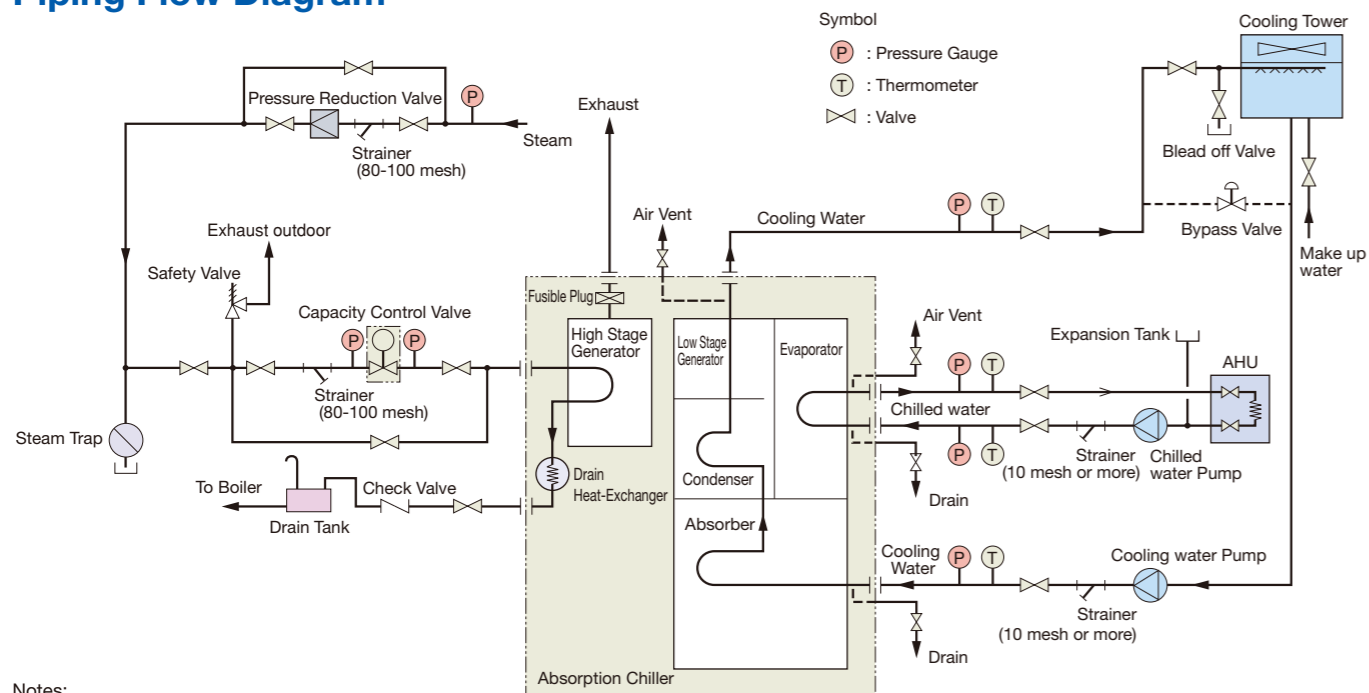 Piping Flow Diagram
Symbol
P : Pressure Gauge
T : Thermometer
: Valve
Cooling Tower
Pressure Reduction Valve
P
Steam
Strainer
(80-100 mesh)
Exhaust
Blead off Valve
Bypass Valve
Make up
water
Air Vent
Cooling Water
P
T
Exhaust outdoor
Safety Valve
Capacity Control Valve
P
P
Strainer
(80-100 mesh)
Steam Trap
Fusible Plug
High Stage
Generator
Low Stage
Generator
Evaporator
Air Vent
Expansion Tank
AHU
P
T
Chilled water
P
T
Strainer
(10 mesh or more)
Chilled
water Pump
Drain
Condenser
Drain
Heat-Exchanger
To Boiler
Drain Tank
Check Valve
Absorber
Cooling
Water
P
T
Cooling water Pump
Strainer
(10 mesh or more)
Drain
Absorption Chiller
Notes: